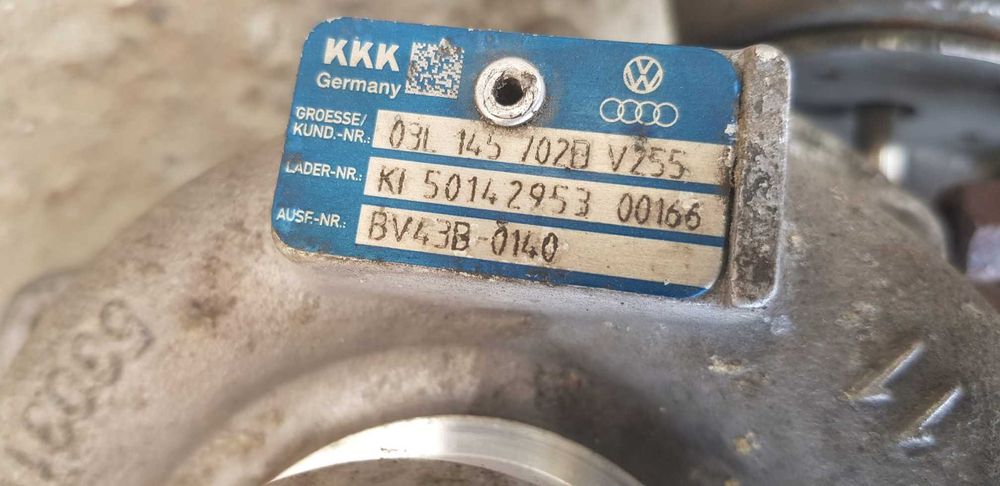 KKK
Germany
GROESSE/
KUND.-NR.: 03L 145 702D V255
LADER-NR.: KI 50142953 00166
AUSF.-NR.: BV43B-0140